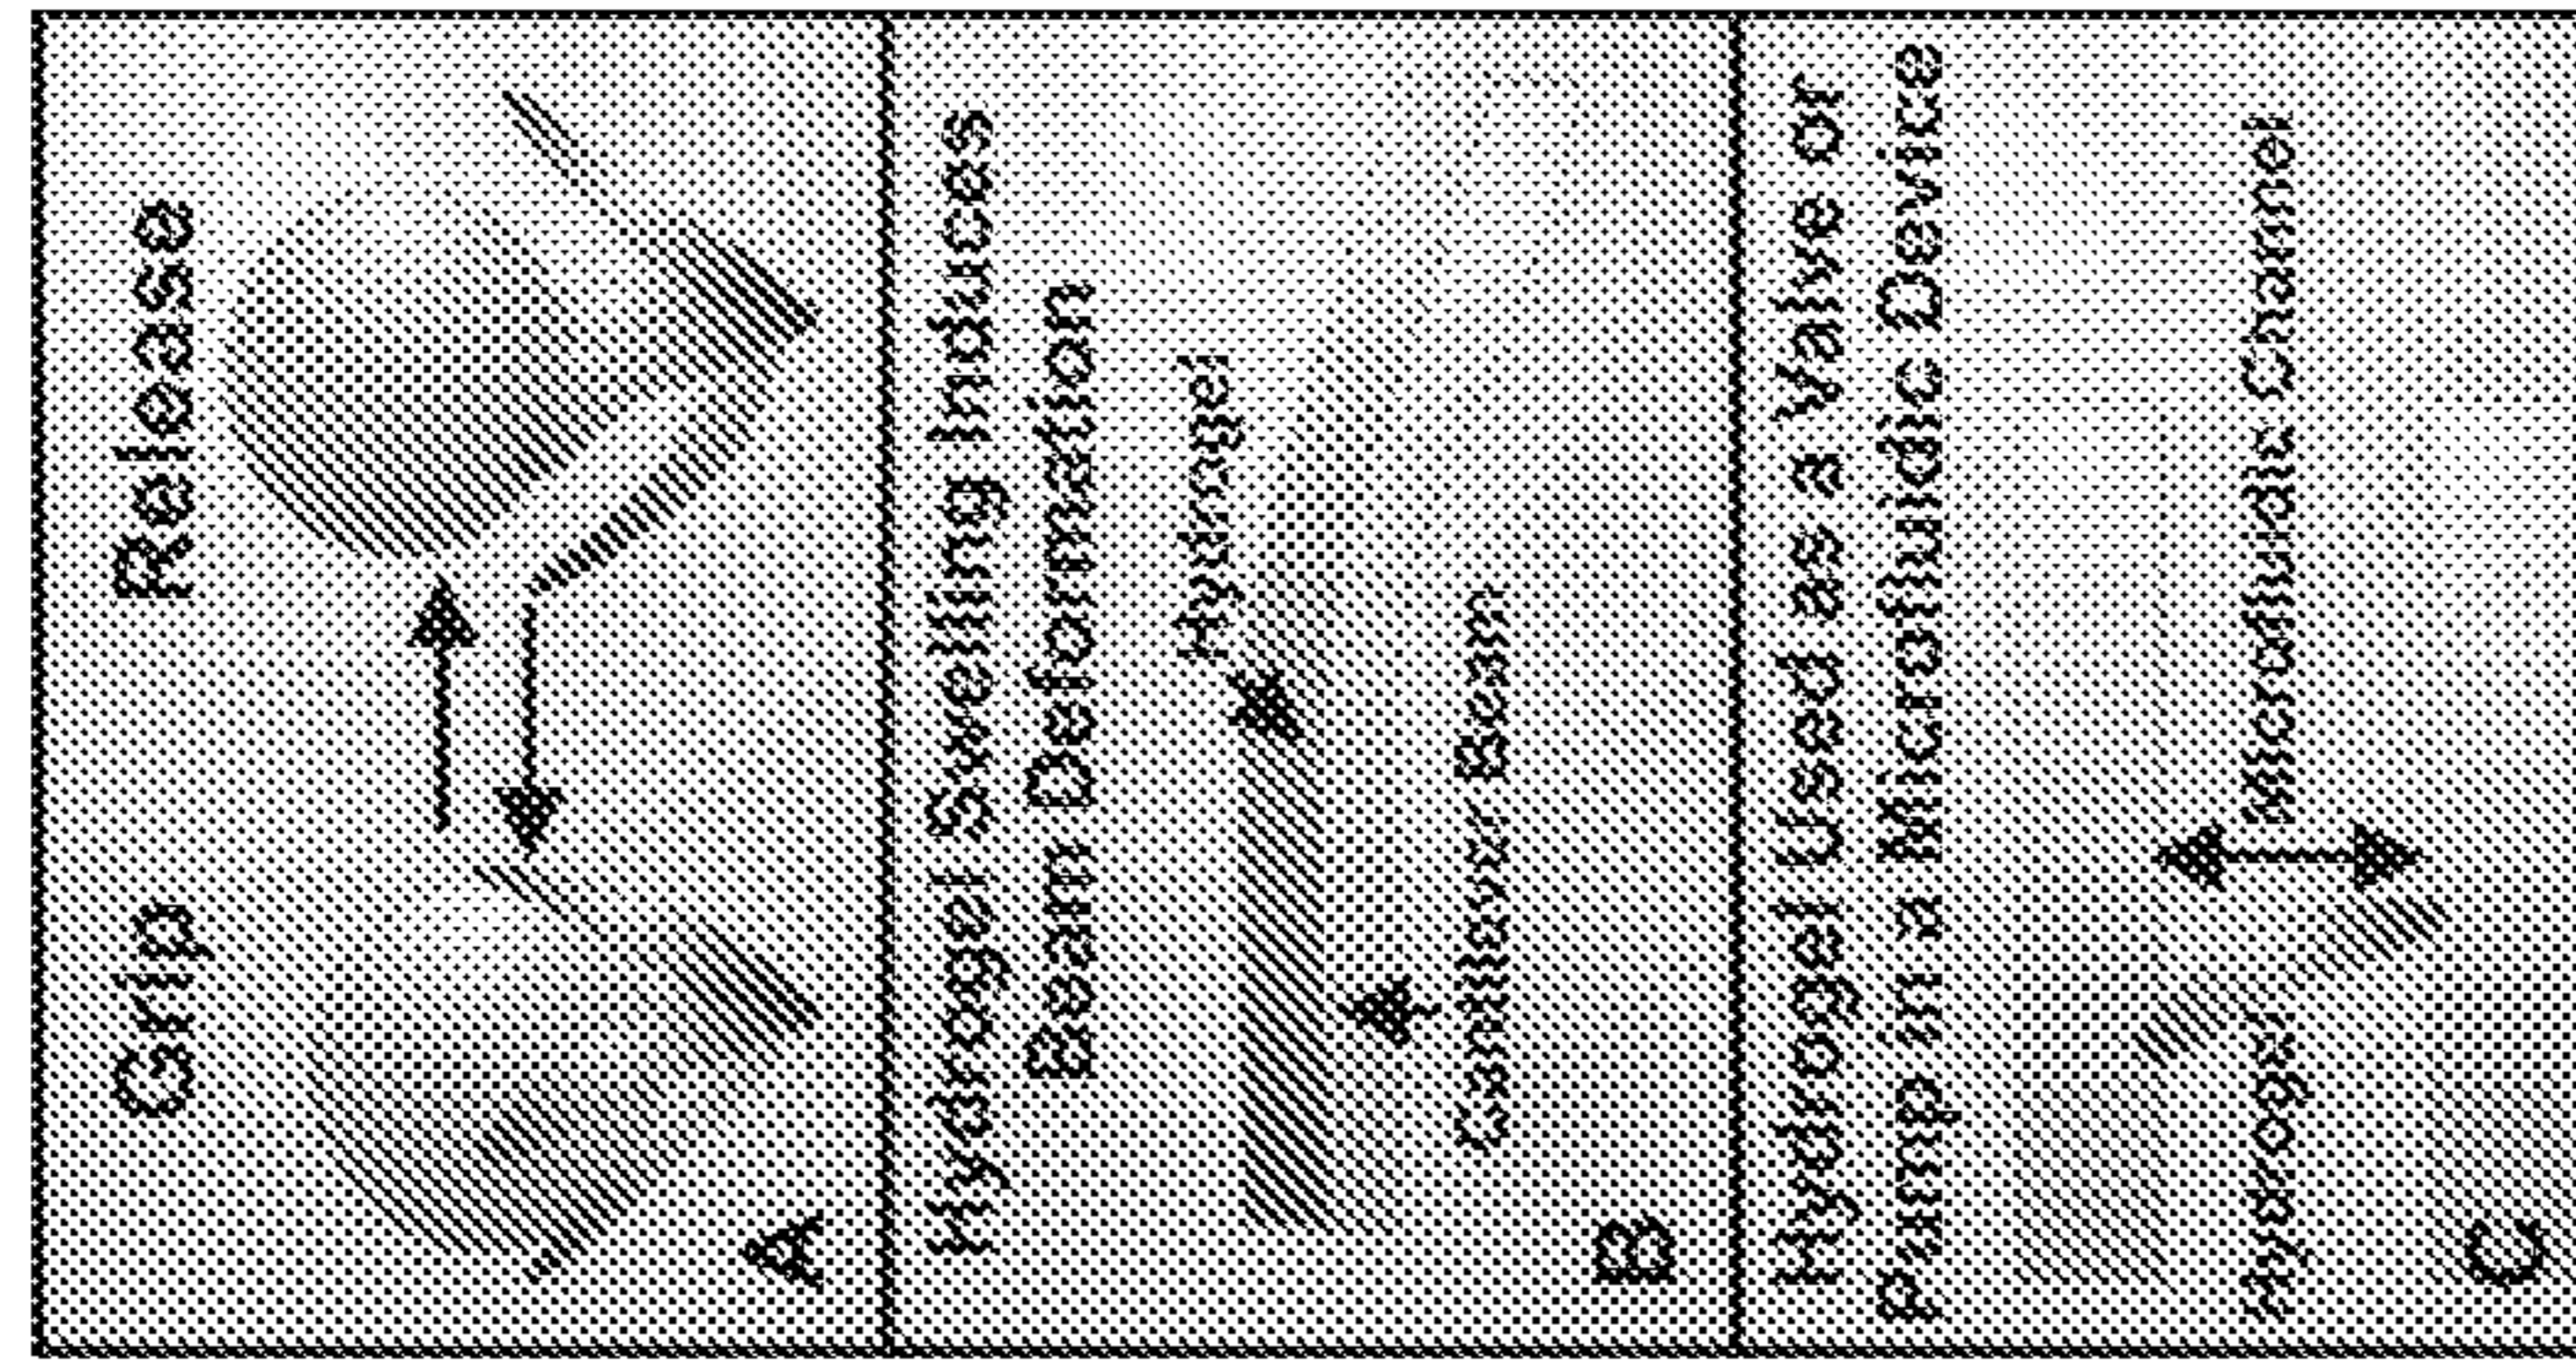 Grip
Release
A
Hydrogel Swelling Induces
Beam Deformation
Hydrogel
Cantilever Beam
B
Hydrogel Used as a Valve or
Pump in a Microfluidic Device
Hydrogel
Microfluidic Channel
C